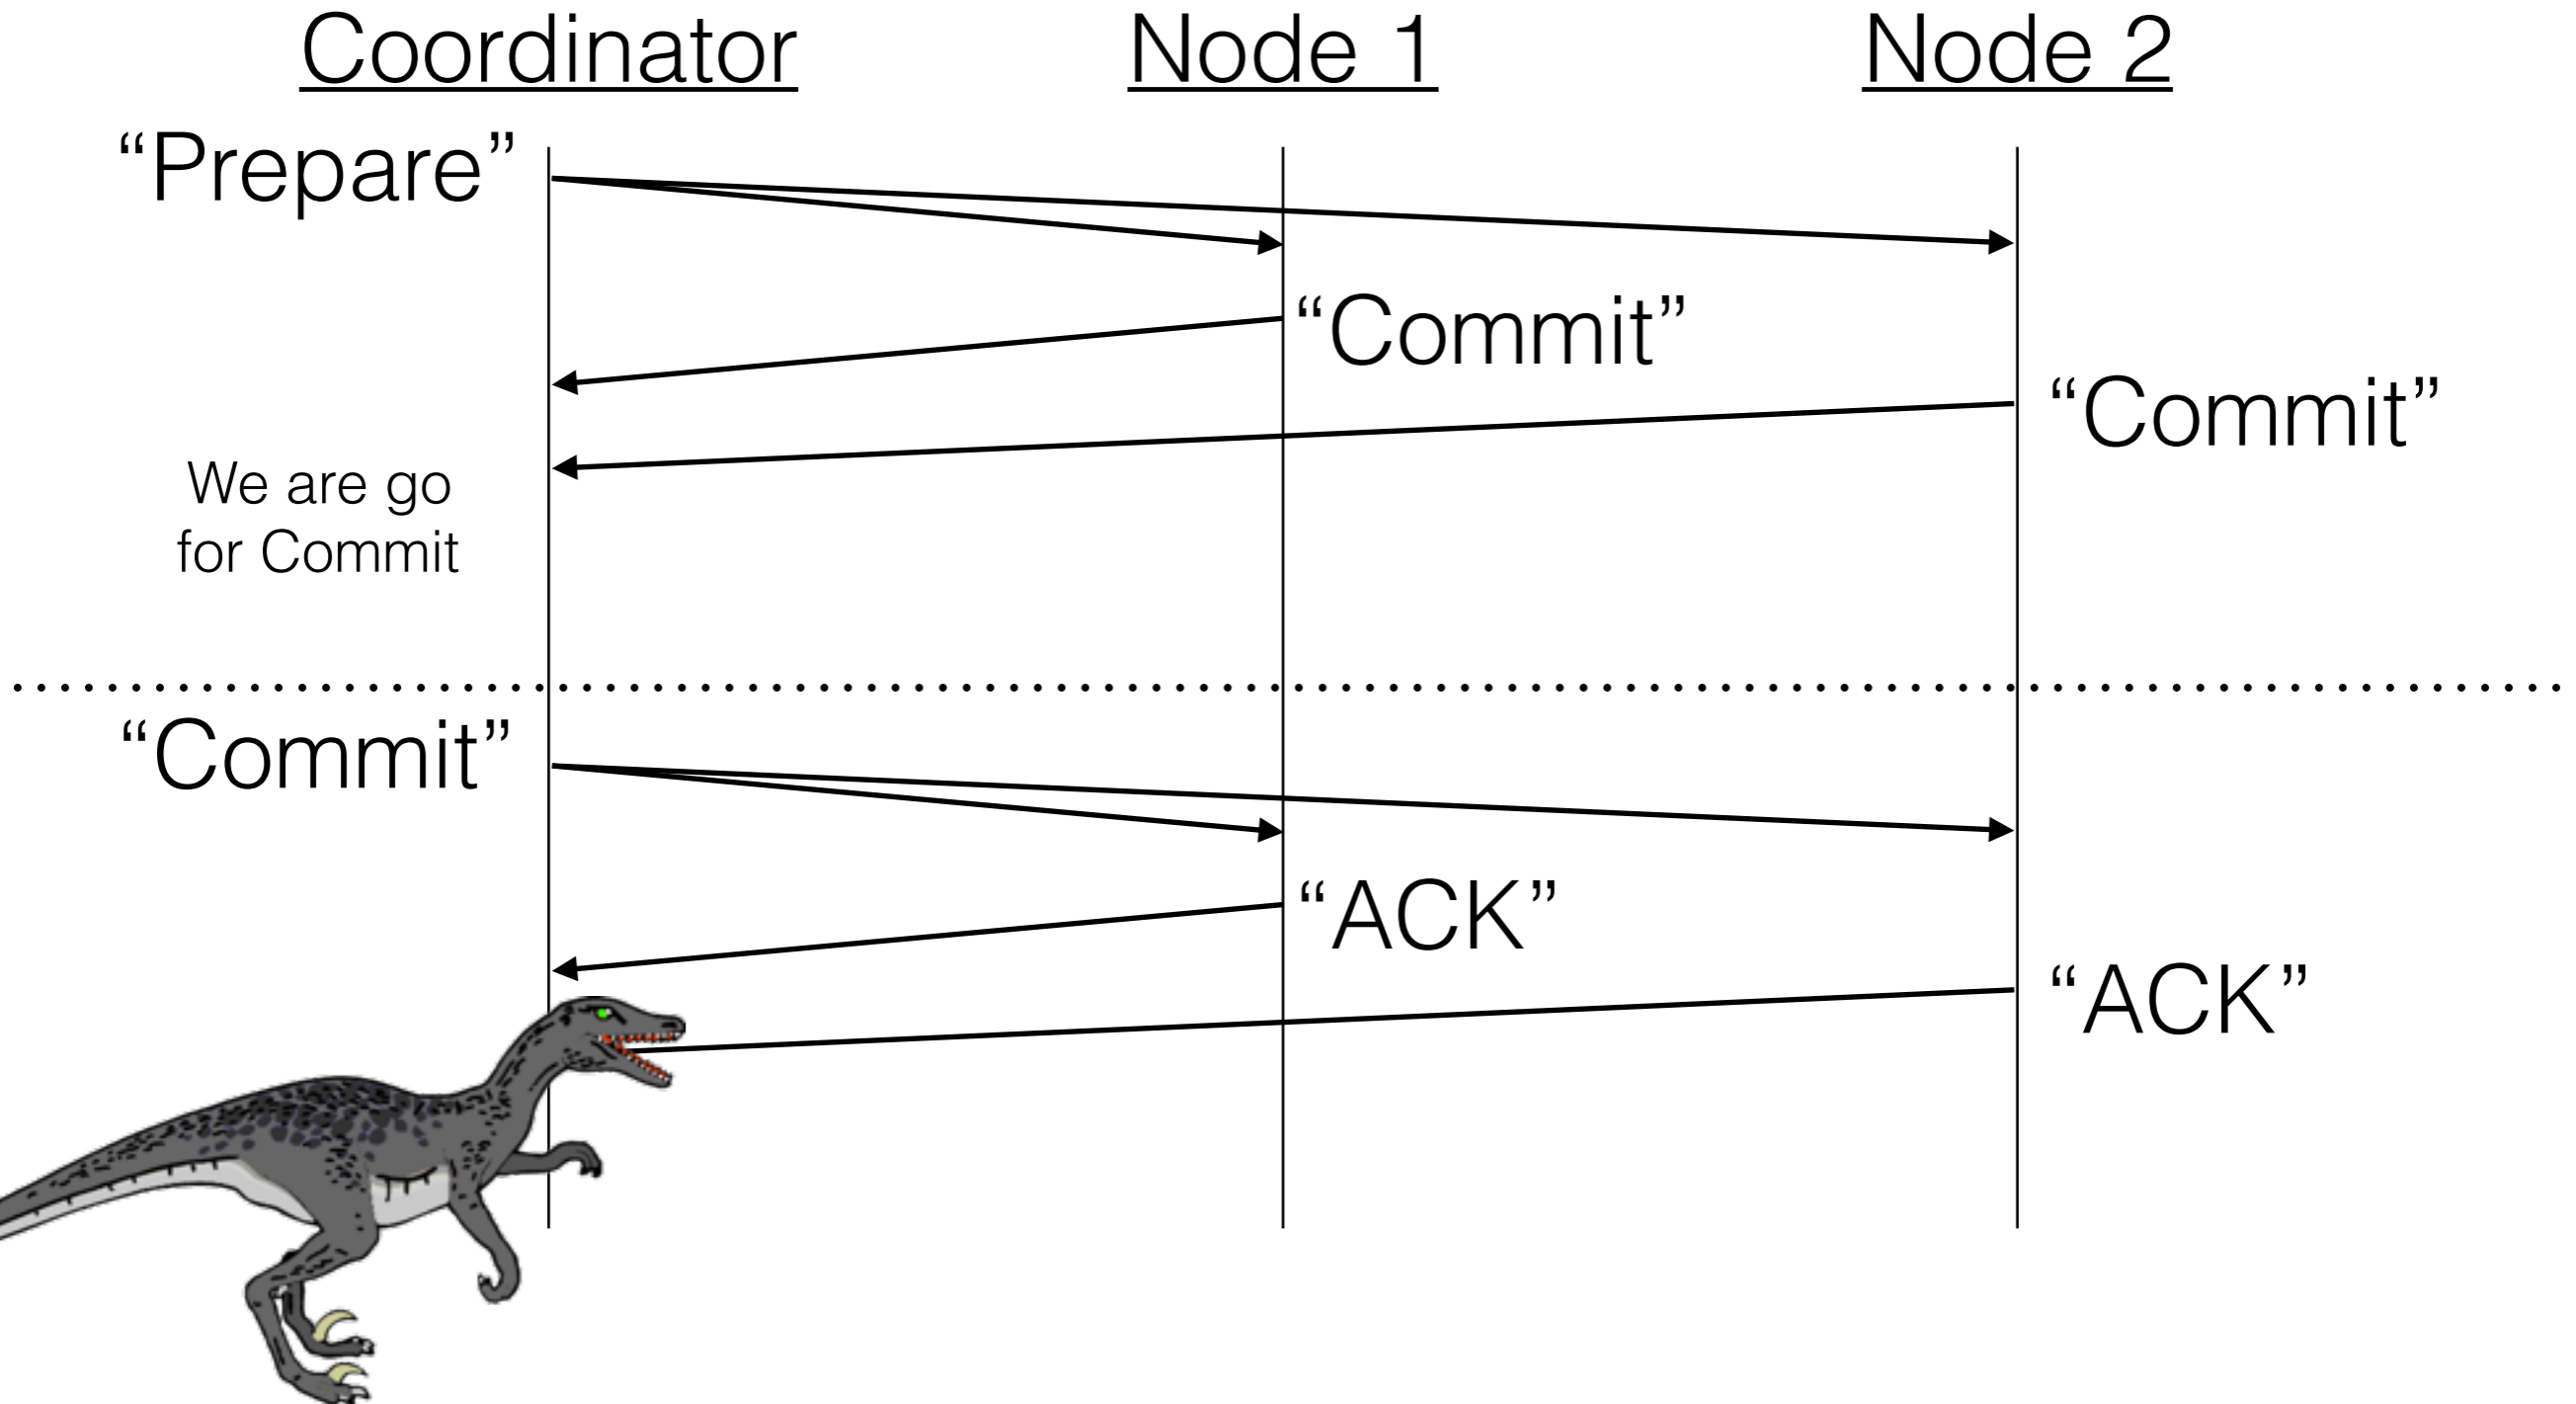 Coordinator
Node 1
Node 2
“Prepare”
“Commit”
“Commit”
We are go
for Commit
“Commit”
“ACK”
“ACK”